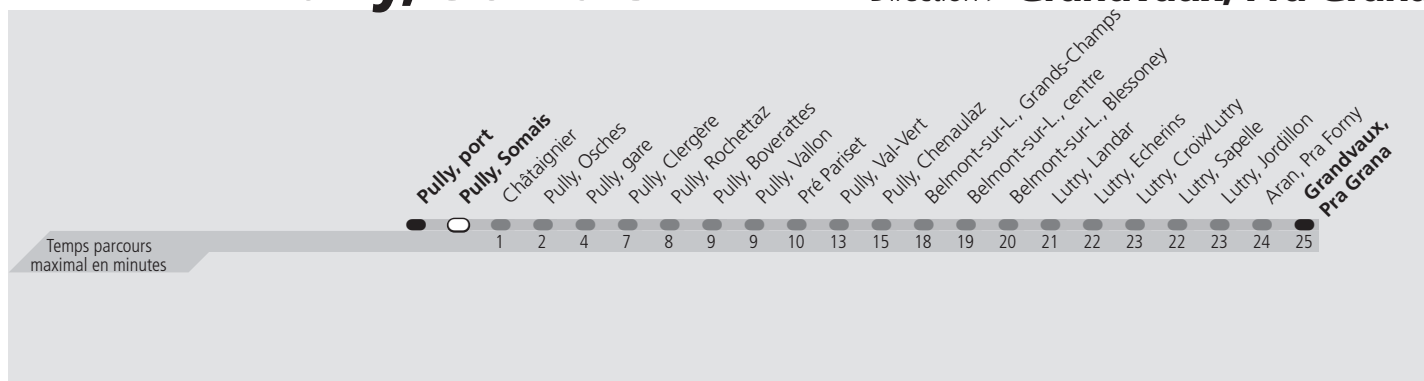 Pully, port
Pully, Somais
Châtaignier
Pully, Osches
Pully, gare
Pully, Clergère
Pully, Rochettaz
Pully, Boverattes
Pully, Vallon
Pré Pariset
Pully, Val-Vert
Pully, Chenaulaz
Belmont-sur-L., Grands-Champs
Belmont-sur-L., centre
Belmont-sur-L., Blessoney
Lutry, Landar
Lutry, Echerins
Lutry, Croix/Lutry
Lutry, Sapelle
Lutry, Jordillon
Aran, Pra Forny
Grandvaux,
Pra Grana
Temps parcours
maximal en minutes
1 2 4 7 8 9 9 10 13 15 18 19 20 21 22 23 22 23 24 25